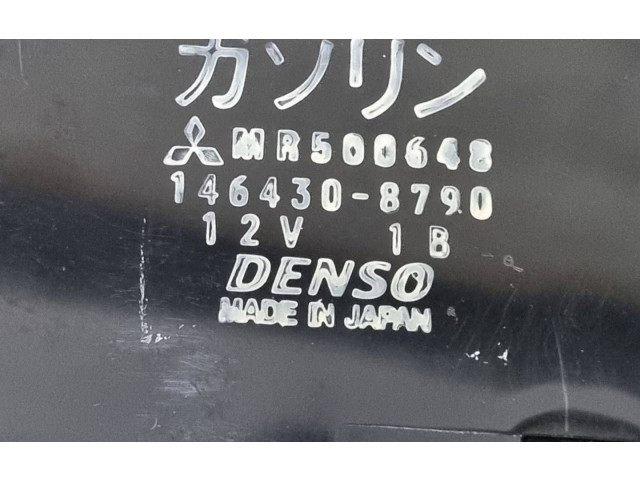 ガソリン
MR500648
146430-8790
12V 1B
DENSO
MADE IN JAPAN